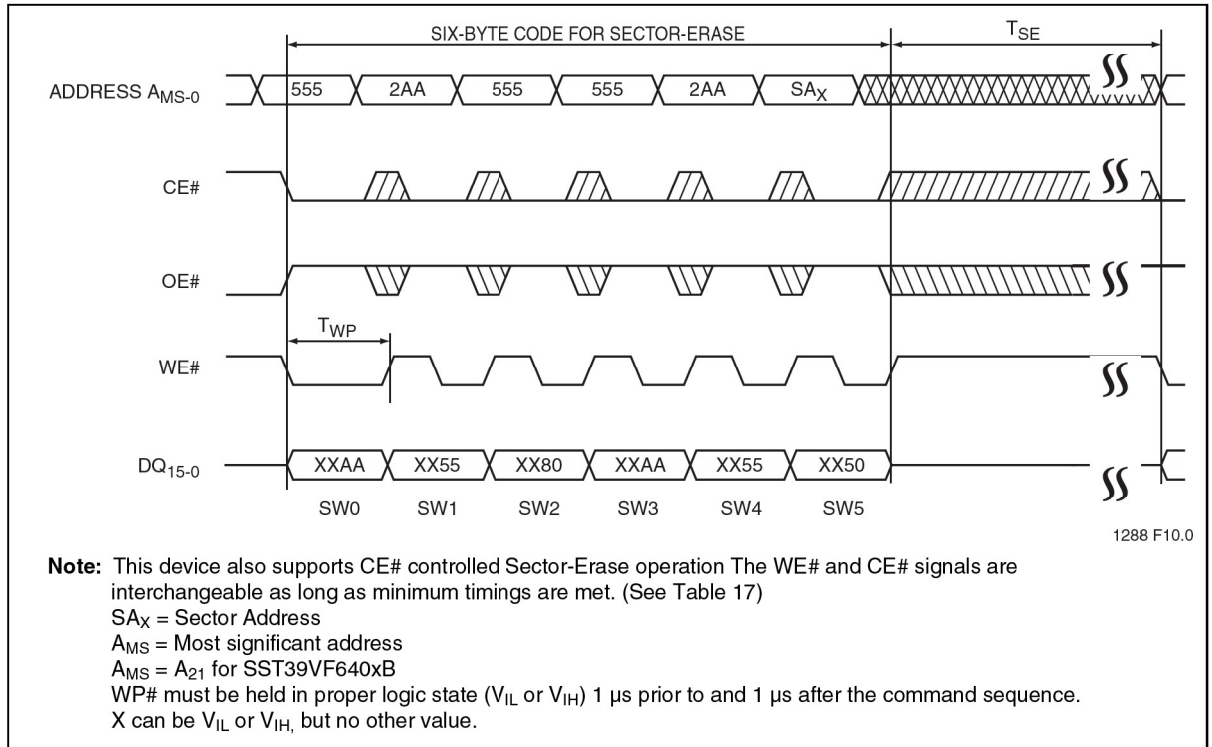 SIX-BYTE CODE FOR SECTOR-ERASE
TSE
ADDRESS AMS-0
555 2AA 555 555 2AA SAX
CE#
OE#
TWP
WE#
DQ15-0
XXAA XX55 XX80 XXAA XX55 XX50
SW0 SW1 SW2 SW3 SW4 SW5
1288 F10.0
Note: This device also supports CE# controlled Sector-Erase operation The WE# and CE# signals are
interchangeable as long as minimum timings are met. (See Table 17)
SAX = Sector Address
AMS = Most significant address
AMS = A21 for SST39VF640xB
WP# must be held in proper logic state (VIL or VIH) 1 µs prior to and 1 µs after the command sequence.
X can be VIL or VIH, but no other value.